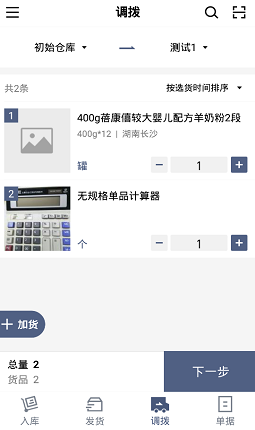 调拨
初始仓库
测试1
共2条
按选货时间排序
1
400g蓓康僖较大婴儿配方羊奶粉2段
400g*12 | 湖南长沙
罐
− 1 +
2
无规格单品计算器
个
− 1 +
+ 加货
总量 2
货品 2
下一步
入库
发货
调拨
单据